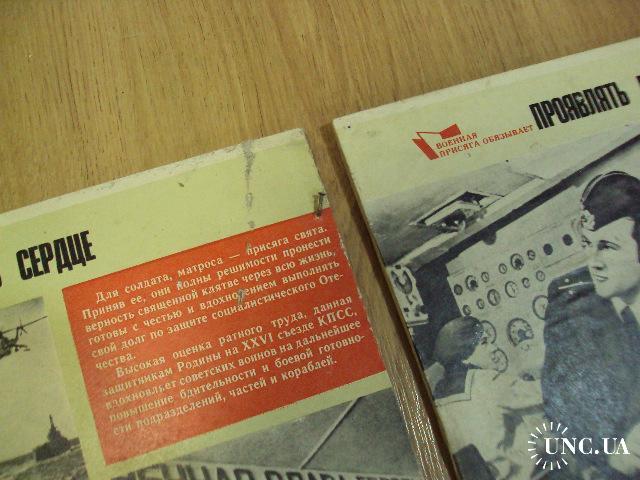 СЕРДЦЕ
Для солдата, матроса — присяга свята.
Приняв ее, они полны решимости пронести
верность священной клятве через всю жизнь,
готовы с честью и вдохновением выполнять
свой долг по защите социалистического Оте-
чества.
Высокая оценка ратного труда, данная
защитникам Родины на XXVI съезде КПСС,
вдохновляет советских воинов на дальнейшее
повышение бдительности и боевой готовно-
сти подразделений, частей и кораблей.
ВОЕННАЯ
ПРИСЯГА ОБЯЗЫВАЕТ
ПРОЯВЛЯТЬ
UNC.UA